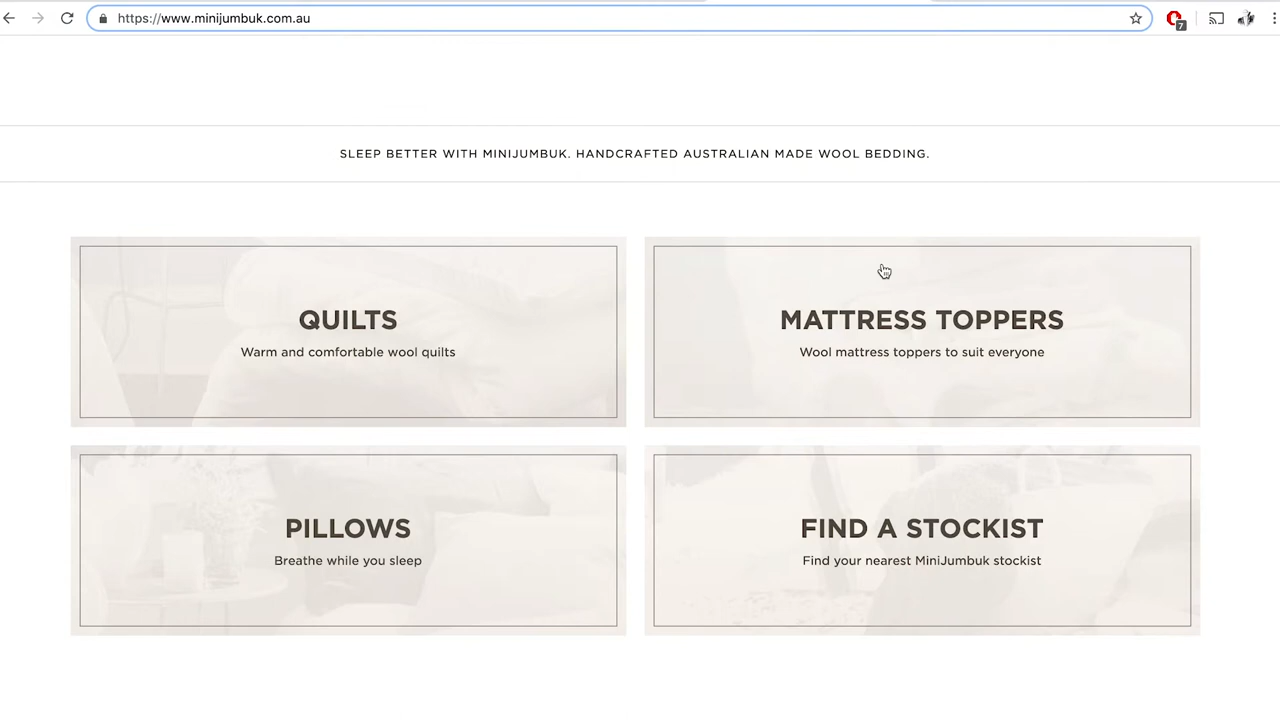 https://www.minijumbuk.com.au
7
SLEEP BETTER WITH MINIJUMBUK. HANDCRAFTED AUSTRALIAN MADE WOOL BEDDING.
QUILTS
Warm and comfortable wool quilts
MATTRESS TOPPERS
Wool mattress toppers to suit everyone
PILLOWS
Breathe while you sleep
FIND A STOCKIST
Find your nearest MiniJumbuk stockist